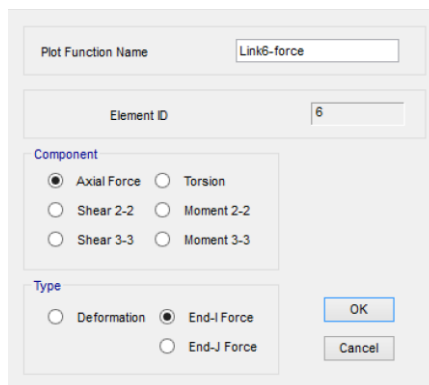 Plot Function Name Link6-force
Element ID 6
Component
Axial Force Torsion
Shear 2-2 Moment 2-2
Shear 3-3 Moment 3-3
Type
Deformation End-I Force OK
End-J Force Cancel